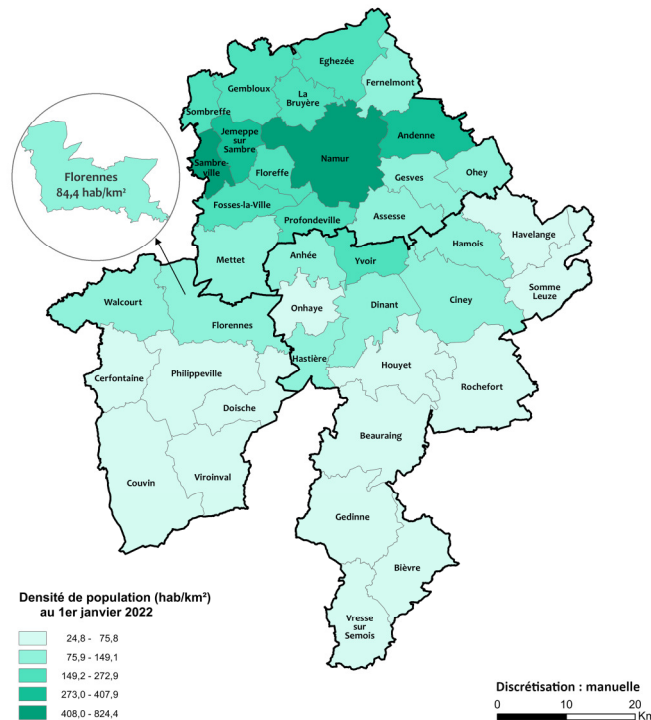 Eghezée
Fernelmont
Gembloux
La
Bruyère
Sombreffe
Jemeppe
sur
Sambre
Andenne
Sambre-
ville
Namur
Floreffe
Gesves
Ohey
Florennes
84,4 hab/km²
Fosses-la-Ville
Profondeville
Assesse
Havelange
Mettet
Anhée
Yvoir
Hamois
Somme
Leuze
Walcourt
Onhaye
Dinant
Ciney
Florennes
Hastière
Houyet
Cerfontaine
Philippeville
Rochefort
Doische
Beauraing
Couvin
Viroinval
Gedinne
Bièvre
Vresse
sur
Semois
Densité de population (hab/km²)
au 1er janvier 2022
24,8 - 75,8
75,9 - 149,1
149,2 - 272,9
273,0 - 407,9
408,0 - 824,4
Discrétisation : manuelle
0 10 20
Km